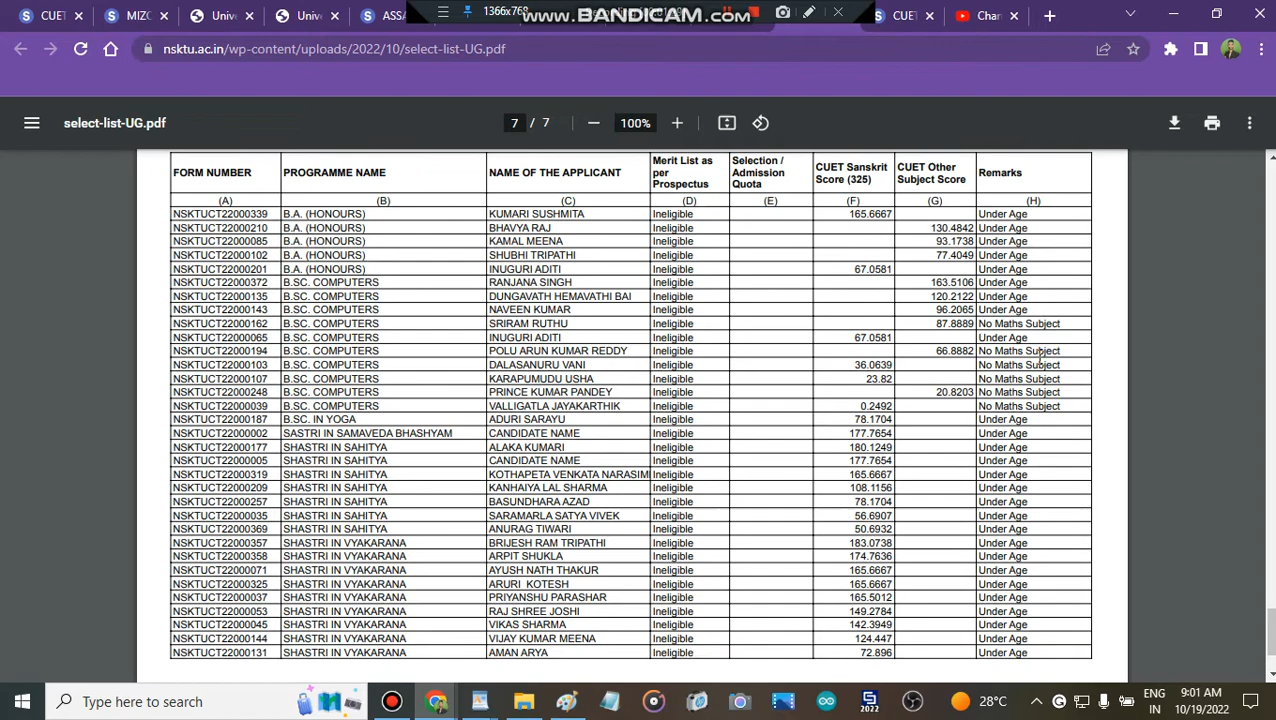 CUET
MIZO
Unive
Unive
ASSA
1366x768
www.BANDICAM.com
CUET
Chan
nsktu.ac.in/wp-content/uploads/2022/10/select-list-UG.pdf
select-list-UG.pdf
7 / 7
100%
FORM NUMBER PROGRAMME NAME NAME OF THE APPLICANT Merit List as per Prospectus Selection / Admission Quota CUET Sanskrit Score (325) CUET Other Subject Score Remarks
(A) (B) (C) (D) (E) (F) (G) (H)
NSKTUCT22000339 B.A. (HONOURS) KUMARI SUSHMITA Ineligible 165.6667 Under Age
NSKTUCT22000210 B.A. (HONOURS) BHAVYA RAJ Ineligible 130.4842 Under Age
NSKTUCT22000085 B.A. (HONOURS) KAMAL MEENA Ineligible 93.1738 Under Age
NSKTUCT22000102 B.A. (HONOURS) SHUBHI TRIPATHI Ineligible 77.4049 Under Age
NSKTUCT22000201 B.A. (HONOURS) INUGURI ADITI Ineligible 67.0581 Under Age
NSKTUCT22000372 B.SC. COMPUTERS RANJANA SINGH Ineligible 163.5106 Under Age
NSKTUCT22000135 B.SC. COMPUTERS DUNGAVATH HEMAVATHI BAI Ineligible 120.2122 Under Age
NSKTUCT22000143 B.SC. COMPUTERS NAVEEN KUMAR Ineligible 96.2065 Under Age
NSKTUCT22000162 B.SC. COMPUTERS SRIRAM RUTHU Ineligible 87.8889 No Maths Subject
NSKTUCT22000065 B.SC. COMPUTERS INUGURI ADITI Ineligible 67.0581 Under Age
NSKTUCT22000194 B.SC. COMPUTERS POLU ARUN KUMAR REDDY Ineligible 66.8882 No Maths Subject
NSKTUCT22000103 B.SC. COMPUTERS DALASANURU VANI Ineligible 36.0639 No Maths Subject
NSKTUCT22000107 B.SC. COMPUTERS KARAPUMUDU USHA Ineligible 23.82 No Maths Subject
NSKTUCT22000248 B.SC. COMPUTERS PRINCE KUMAR PANDEY Ineligible 20.8203 No Maths Subject
NSKTUCT22000039 B.SC. COMPUTERS VALLIGATLA JAYAKARTHIK Ineligible 0.2492 No Maths Subject
NSKTUCT22000187 B.SC. IN YOGA ADURI SARAYU Ineligible 78.1704 Under Age
NSKTUCT22000002 SASTRI IN SAMAVEDA BHASHYAM CANDIDATE NAME Ineligible 177.7654 Under Age
NSKTUCT22000177 SHASTRI IN SAHITYA ALAKA KUMARI Ineligible 180.1249 Under Age
NSKTUCT22000005 SHASTRI IN SAHITYA CANDIDATE NAME Ineligible 177.7654 Under Age
NSKTUCT22000319 SHASTRI IN SAHITYA KOTHAPETA VENKATA NARASIM Ineligible 165.6667 Under Age
NSKTUCT22000209 SHASTRI IN SAHITYA KANHAIYA LAL SHARMA Ineligible 108.1156 Under Age
NSKTUCT22000257 SHASTRI IN SAHITYA BASUNDHARA AZAD Ineligible 78.1704 Under Age
NSKTUCT22000035 SHASTRI IN SAHITYA SARAMARLA SATYA VIVEK Ineligible 56.6907 Under Age
NSKTUCT22000369 SHASTRI IN SAHITYA ANURAG TIWARI Ineligible 50.6932 Under Age
NSKTUCT22000357 SHASTRI IN VYAKARANA BRIJESH RAM TRIPATHI Ineligible 183.0738 Under Age
NSKTUCT22000358 SHASTRI IN VYAKARANA ARPIT SHUKLA Ineligible 174.7636 Under Age
NSKTUCT22000071 SHASTRI IN VYAKARANA AYUSH NATH THAKUR Ineligible 165.6667 Under Age
NSKTUCT22000325 SHASTRI IN VYAKARANA ARURI KOTESH Ineligible 165.6667 Under Age
NSKTUCT22000037 SHASTRI IN VYAKARANA PRIYANSHU PARASHAR Ineligible 165.5012 Under Age
NSKTUCT22000053 SHASTRI IN VYAKARANA RAJ SHREE JOSHI Ineligible 149.2784 Under Age
NSKTUCT22000045 SHASTRI IN VYAKARANA VIKAS SHARMA Ineligible 142.3949 Under Age
NSKTUCT22000144 SHASTRI IN VYAKARANA VIJAY KUMAR MEENA Ineligible 124.447 Under Age
NSKTUCT22000131 SHASTRI IN VYAKARANA AMAN ARYA Ineligible 72.896 Under Age
Type here to search
2022
28°C
ENG
IN
9:01 AM
10/19/2022